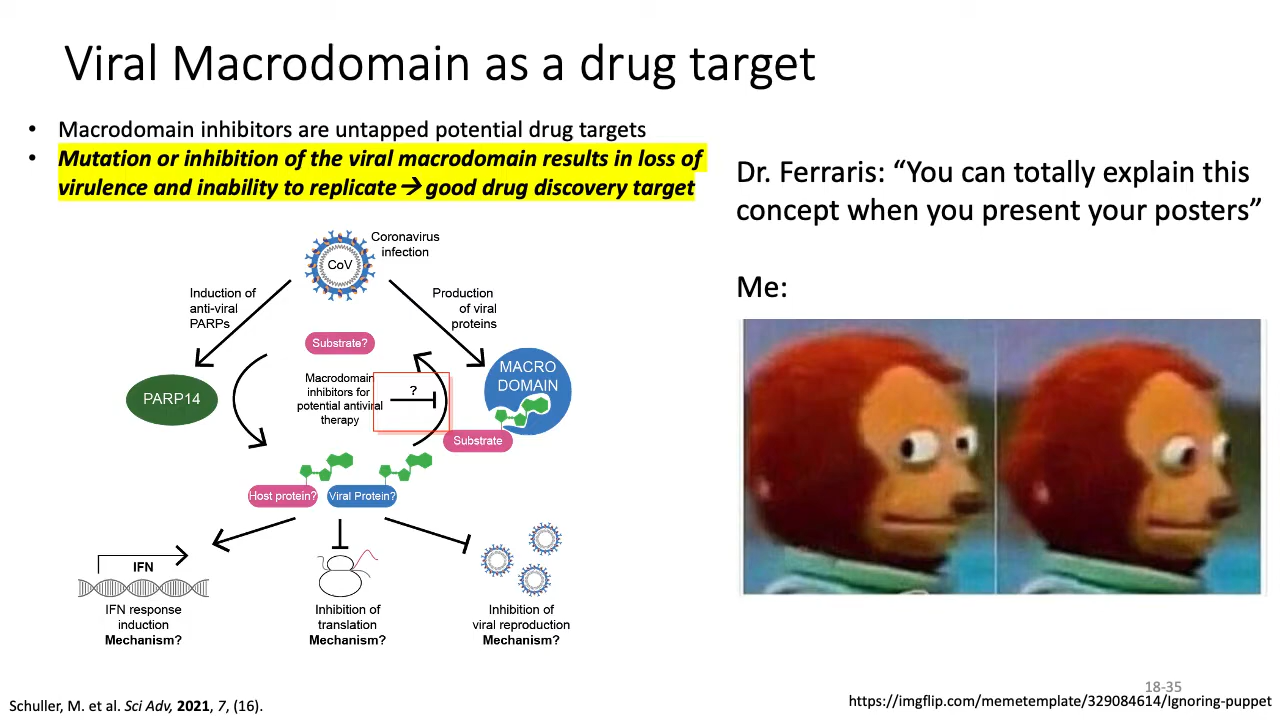 Viral Macrodomain as a drug target
• Macrodomain inhibitors are untapped potential drug targets
• Mutation or inhibition of the viral macrodomain results in loss of
virulence and inability to replicate → good drug discovery target
Dr. Ferraris: “You can totally explain this
concept when you present your posters”
Me:
Coronavirus
infection
CoV
Induction of
anti-viral
PARPs
Production
of viral
proteins
Substrate?
MACRO
DOMAIN
Macrodomain
inhibitors for
potential antiviral
therapy
?
PARP14
Substrate
Host protein?
Viral Protein?
IFN
IFN response
induction
Mechanism?
Inhibition of
translation
Mechanism?
Inhibition of
viral reproduction
Mechanism?
18-35
Schuller, M. et al. Sci Adv, 2021, 7, (16).
https://imgflip.com/memetemplate/329084614/Ignoring-puppet